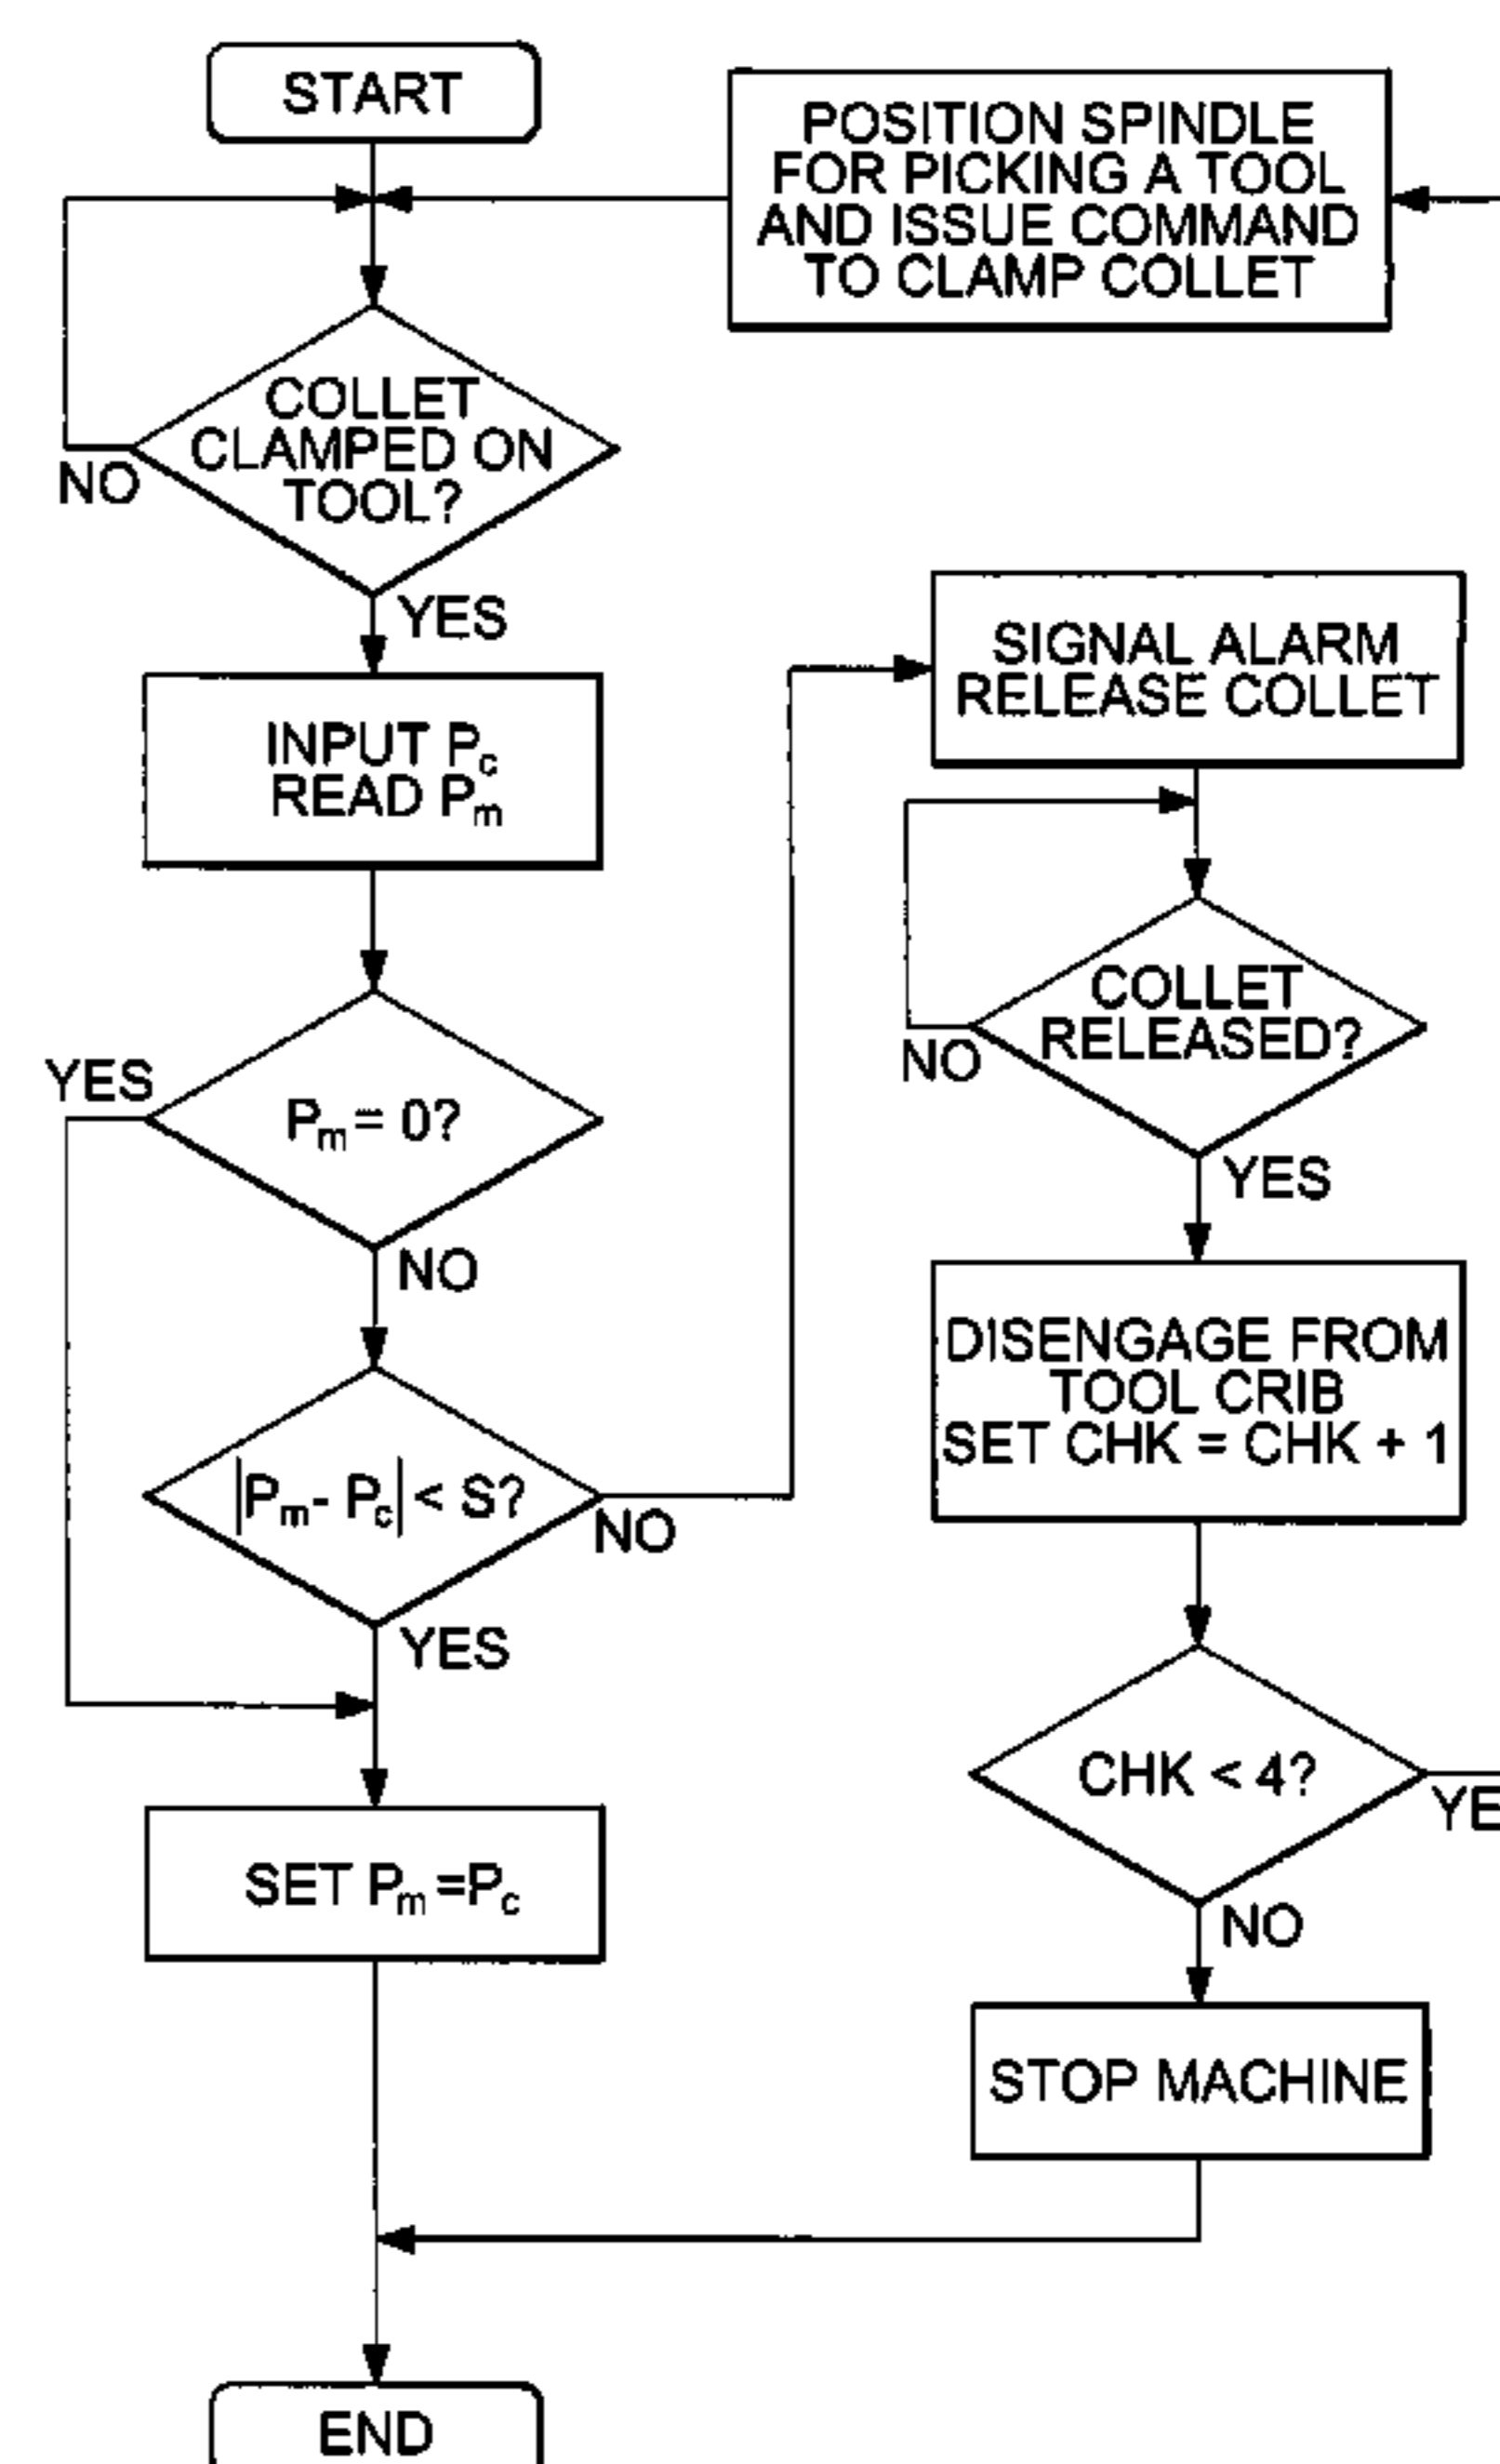 START
POSITION SPINDLE
FOR PICKING A TOOL
AND ISSUE COMMAND
TO CLAMP COLLET
COLLET
CLAMPED ON
TOOL?
NO
YES
INPUT Pc
READ Pm
YES
Pm = 0?
NO
|Pm - Pc| < S?
NO
YES
SET Pm =Pc
SIGNAL ALARM
RELEASE COLLET
COLLET
RELEASED?
NO
YES
DISENGAGE FROM
TOOL CRIB
SET CHK = CHK + 1
CHK < 4?
NO
STOP MACHINE
END